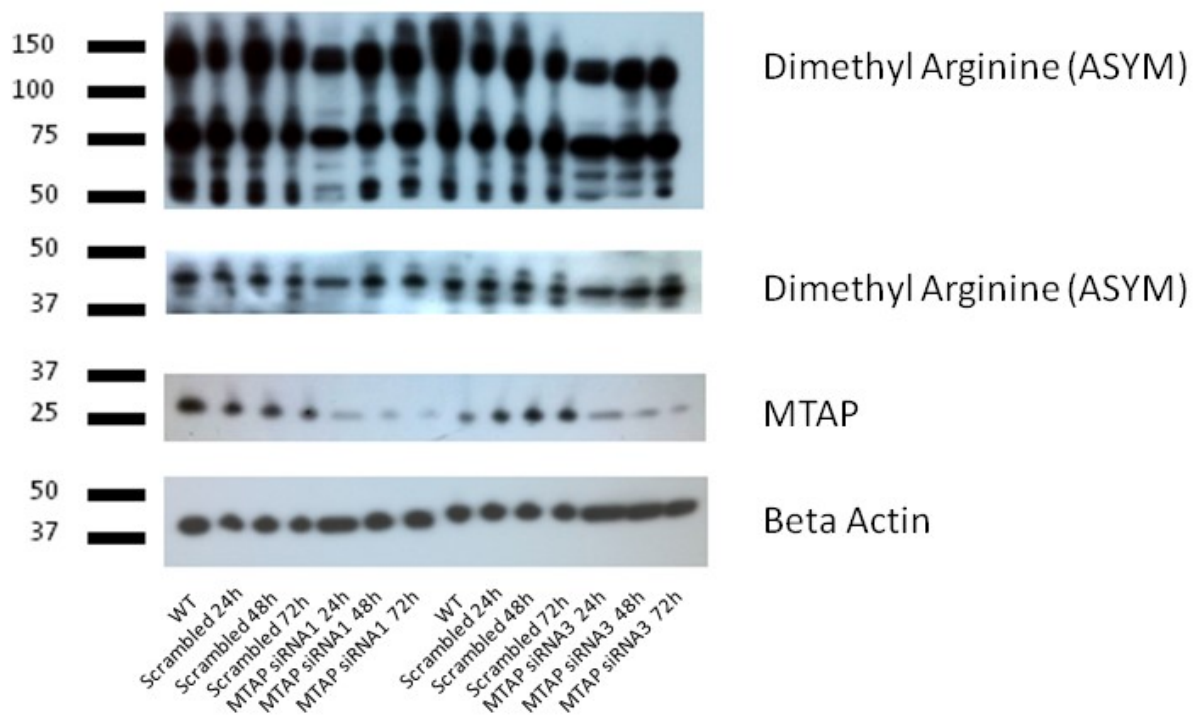 150
100
75
50
Dimethyl Arginine (ASYM)
50
37
Dimethyl Arginine (ASYM)
37
25
MTAP
50
37
Beta Actin
WT
Scrambled 24h
Scrambled 48h
Scrambled 72h
MTAP siRNA1 24h
MTAP siRNA1 48h
MTAP siRNA1 72h
WT
Scrambled 24h
Scrambled 48h
Scrambled 72h
MTAP siRNA3 24h
MTAP siRNA3 48h
MTAP siRNA3 72h